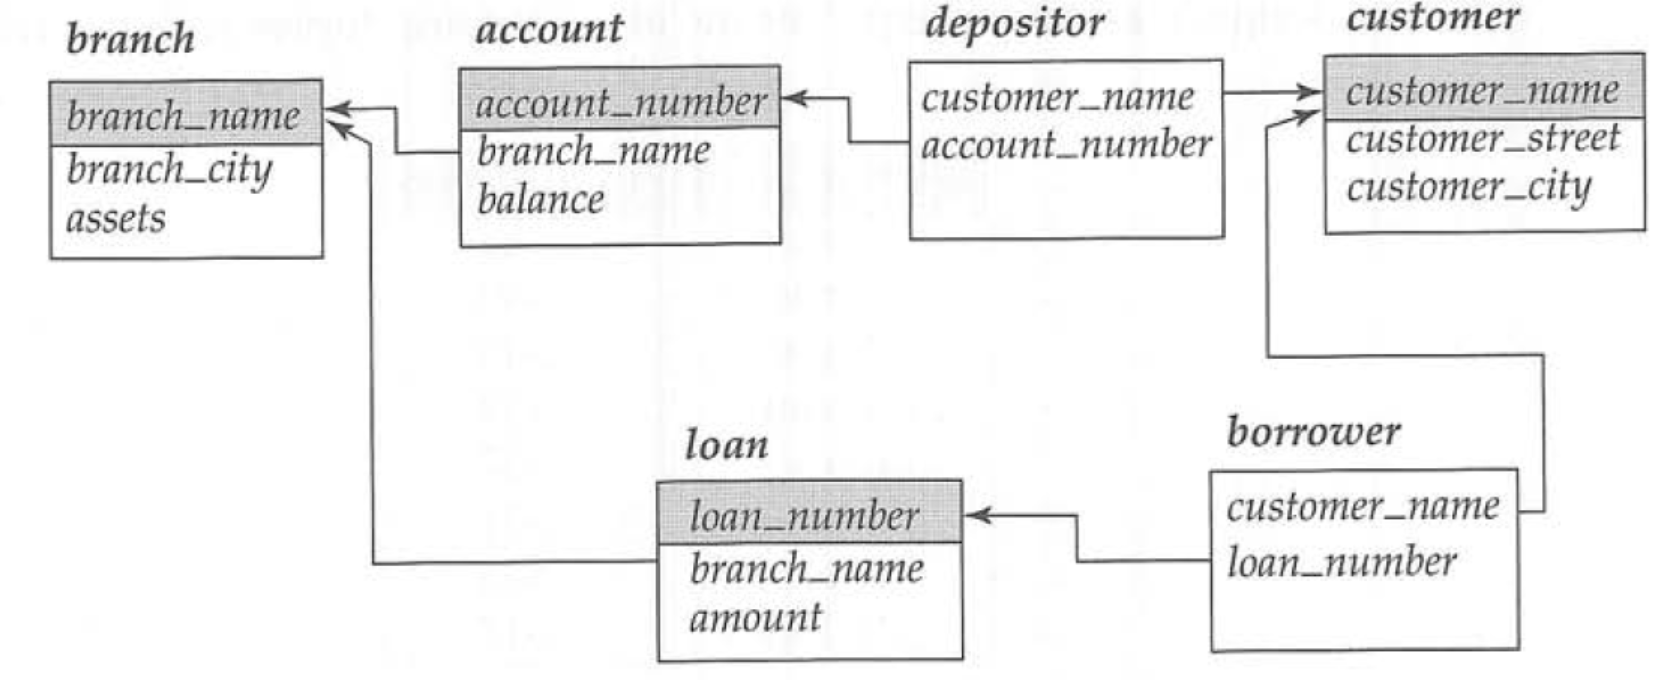 branch
branch_name
branch_city
assets
account
account_number
branch_name
balance
depositor
customer_name
account_number
customer
customer_name
customer_street
customer_city
loan
loan_number
branch_name
amount
borrower
customer_name
loan_number